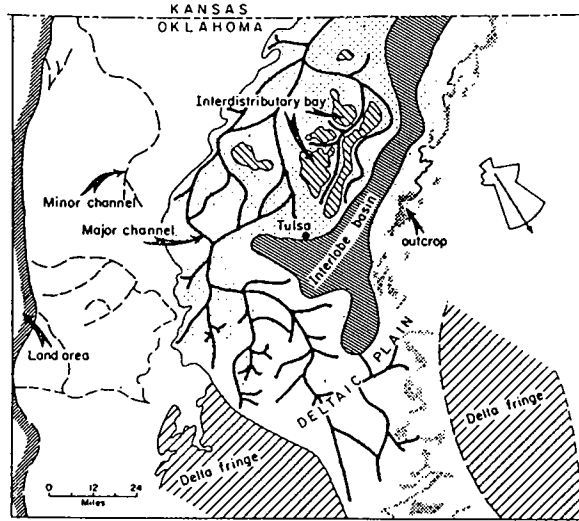 KANSAS
OKLAHOMA
Interdistributory bay
Minor channel
Major channel
Tulsa
Interlobe basin
outcrop
Land area
DELTAIC PLAIN
Delta fringe
Delta fringe
0 12 24
Miles